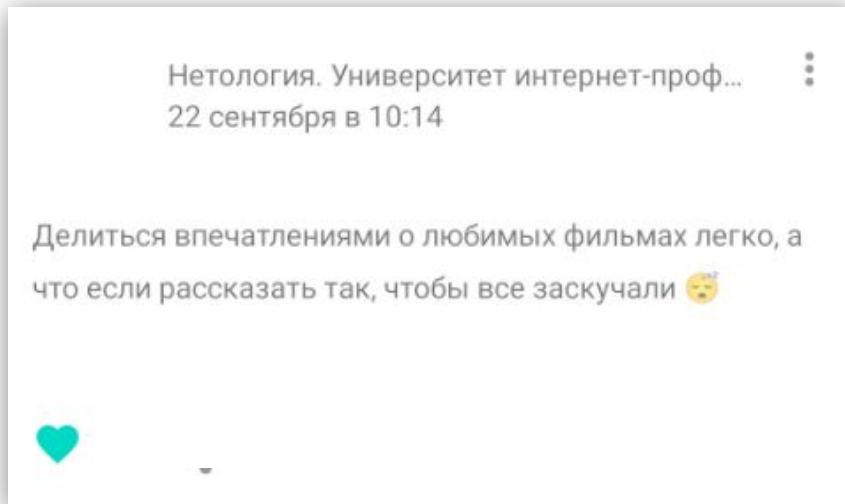 Нетология. Университет интернет-проф...
22 сентября в 10:14
Делиться впечатлениями о любимых фильмах легко, а
что если рассказать так, чтобы все заскучали 😴